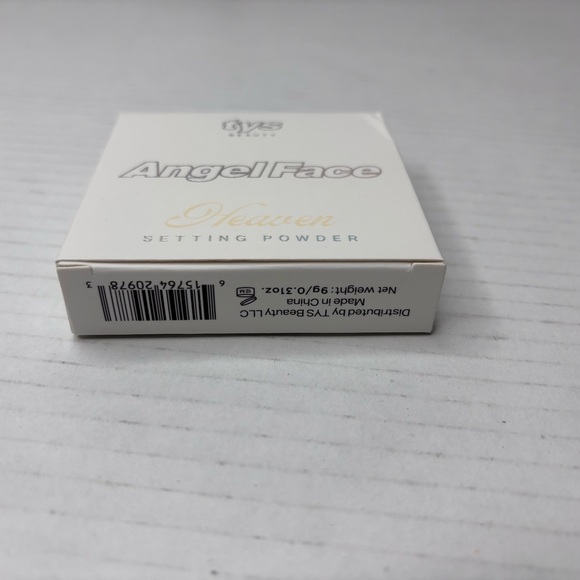 tys
BEAUTY
Angel Face
Heaven
SETTING POWDER
Distributed by TYS Beauty LLC
Made in China
Net weight: 9g/0.31oz.
6 15764 20978 3